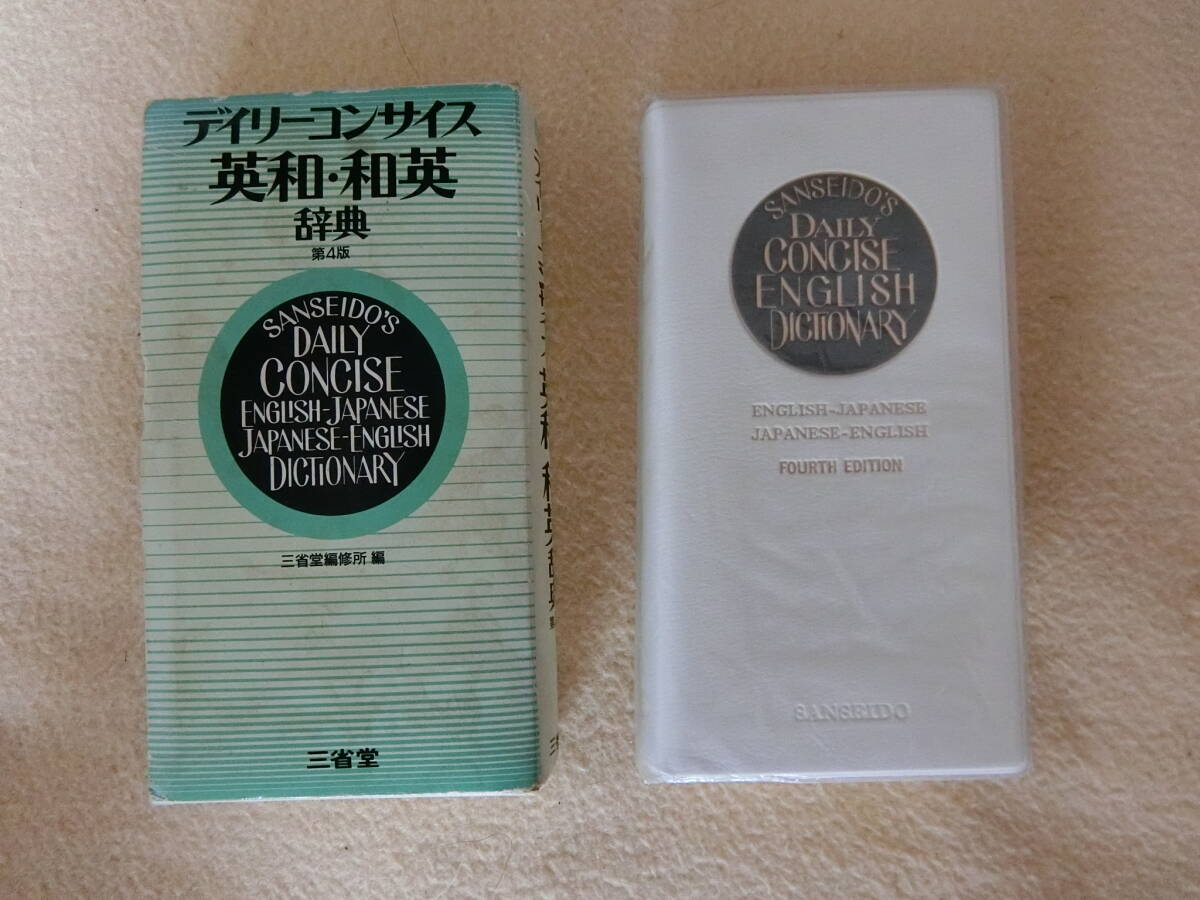 デイリーコンサイス
英和・和英
辞典
第4版
SANSEIDO'S
DAILY
CONCISE
ENGLISH-JAPANESE
JAPANESE-ENGLISH
DICTIONARY
三省堂編修所 編
三省堂
SANSEIDO'S
DAILY
CONCISE
ENGLISH
DICTIONARY
ENGLISH-JAPANESE
JAPANESE-ENGLISH
FOURTH EDITION
SANSEIDO